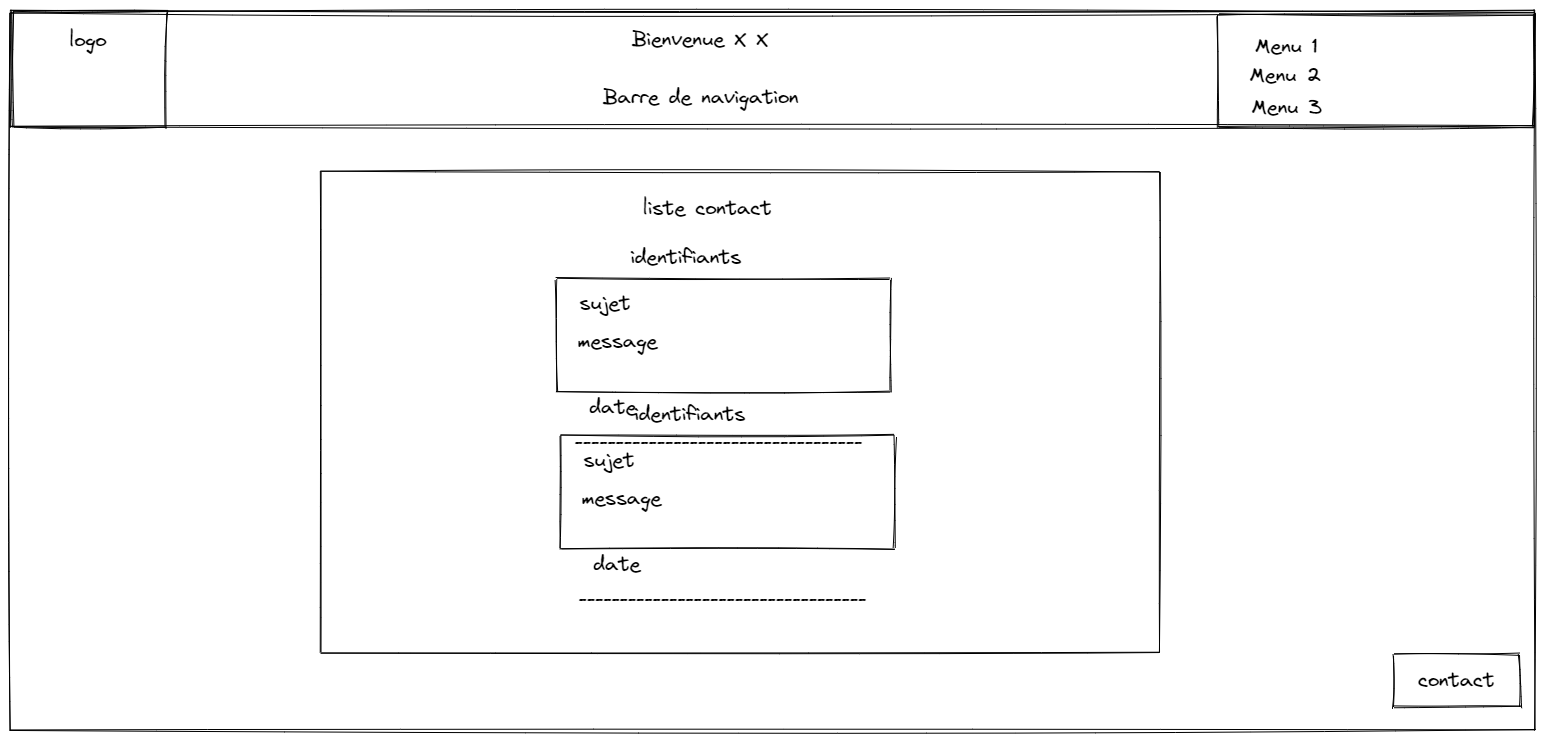 logo
Bienvenue X X
Barre de navigation
Menu 1
Menu 2
Menu 3
liste contact
identifiants
sujet
message
date
identifiants
-----------------------------------
sujet
message
date
-----------------------------------
contact